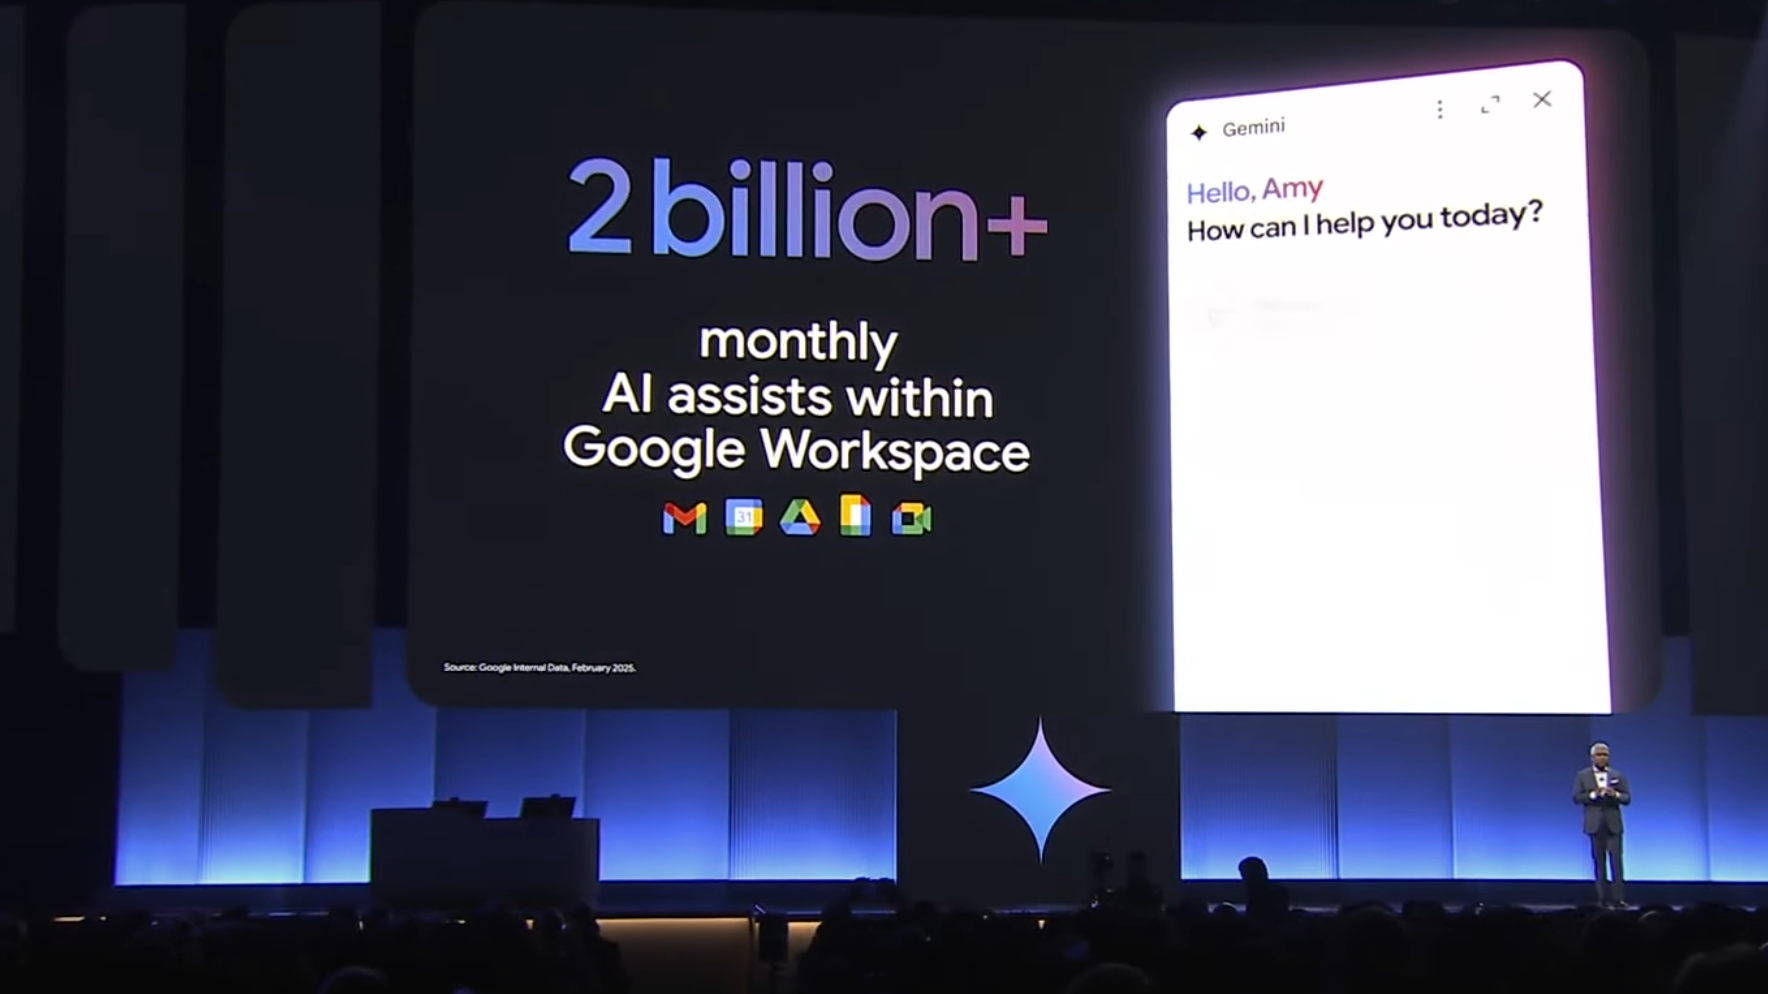 2 billion+
monthly
AI assists within
Google Workspace
31
Source: Google Internal Data, February 2025.
Gemini
Hello, Amy
How can I help you today?